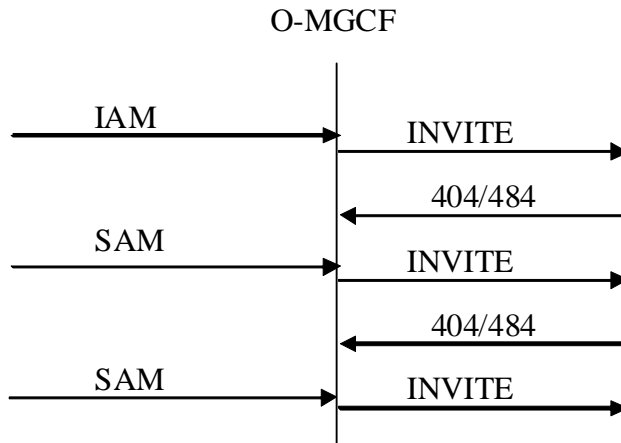 O-MGCF
IAM
INVITE
404/484
SAM
INVITE
404/484
SAM
INVITE